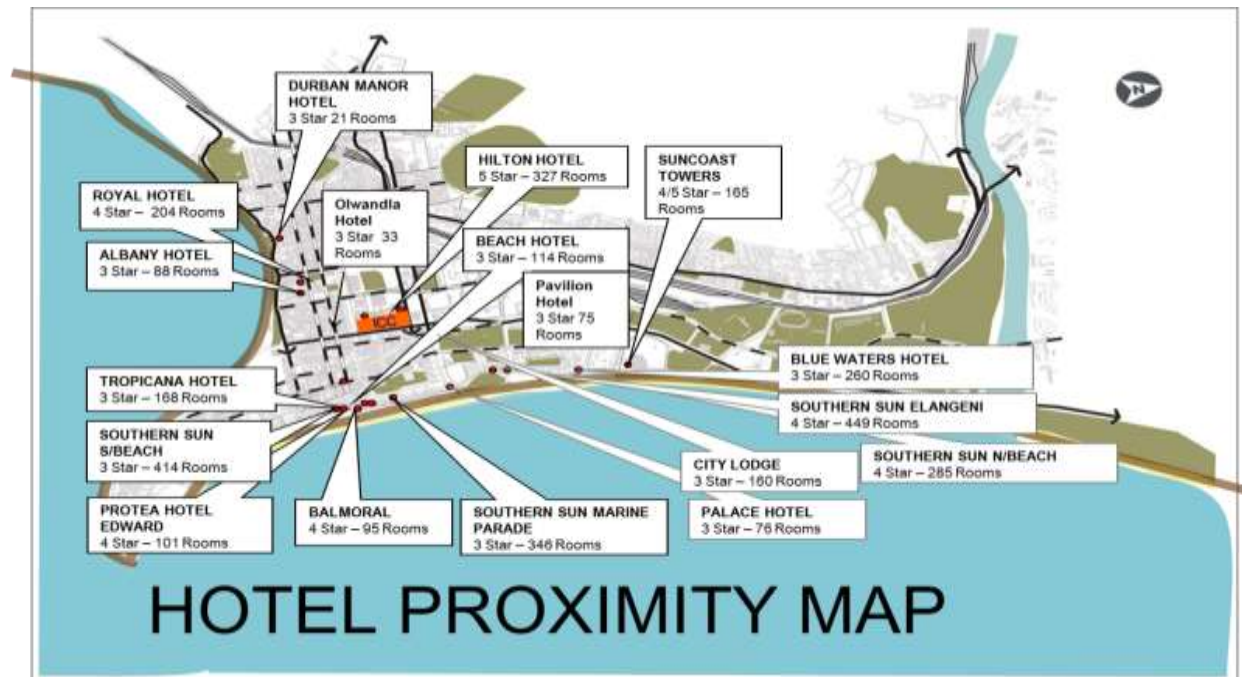 DURBAN MANOR
HOTEL
3 Star 21 Rooms
HILTON HOTEL
5 Star – 327 Rooms
SUNCOAST
TOWERS
4/5 Star – 165
Rooms
N
ROYAL HOTEL
4 Star – 204 Rooms
Olwandla
Hotel
3 Star 33
Rooms
BEACH HOTEL
3 Star – 114 Rooms
ALBANY HOTEL
3 Star – 88 Rooms
Pavilion
Hotel
3 Star 75
Rooms
ICC
BLUE WATERS HOTEL
3 Star – 260 Rooms
TROPICANA HOTEL
3 Star – 168 Rooms
SOUTHERN SUN ELANGENI
4 Star – 449 Rooms
SOUTHERN SUN
S/BEACH
3 Star – 414 Rooms
CITY LODGE
3 Star – 160 Rooms
SOUTHERN SUN N/BEACH
4 Star – 285 Rooms
PROTEA HOTEL
EDWARD
4 Star – 101 Rooms
BALMORAL
4 Star – 95 Rooms
SOUTHERN SUN MARINE
PARADE
3 Star – 346 Rooms
PALACE HOTEL
3 Star – 76 Rooms
HOTEL PROXIMITY MAP